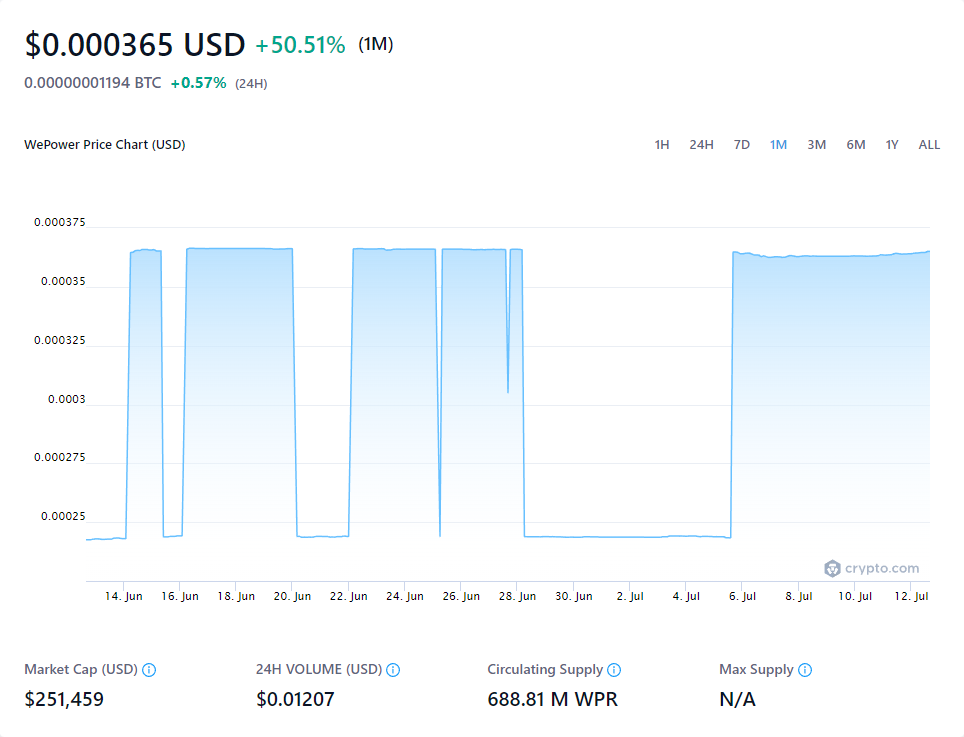 $0.000365 USD +50.51% (1M)
0.00000001194 BTC +0.57% (24H)
WePower Price Chart (USD) 1H 24H 7D 1M 3M 6M 1Y ALL
0.000375
0.00035
0.000325
0.0003
0.000275
0.00025
crypto.com
14. Jun 16. Jun 18. Jun 20. Jun 22. Jun 24. Jun 26. Jun 28. Jun 30. Jun 2. Jul 4. Jul 6. Jul 8. Jul 10. Jul 12. Jul
Market Cap (USD) 24H VOLUME (USD) Circulating Supply Max Supply
$251,459 $0.01207 688.81 M WPR N/A